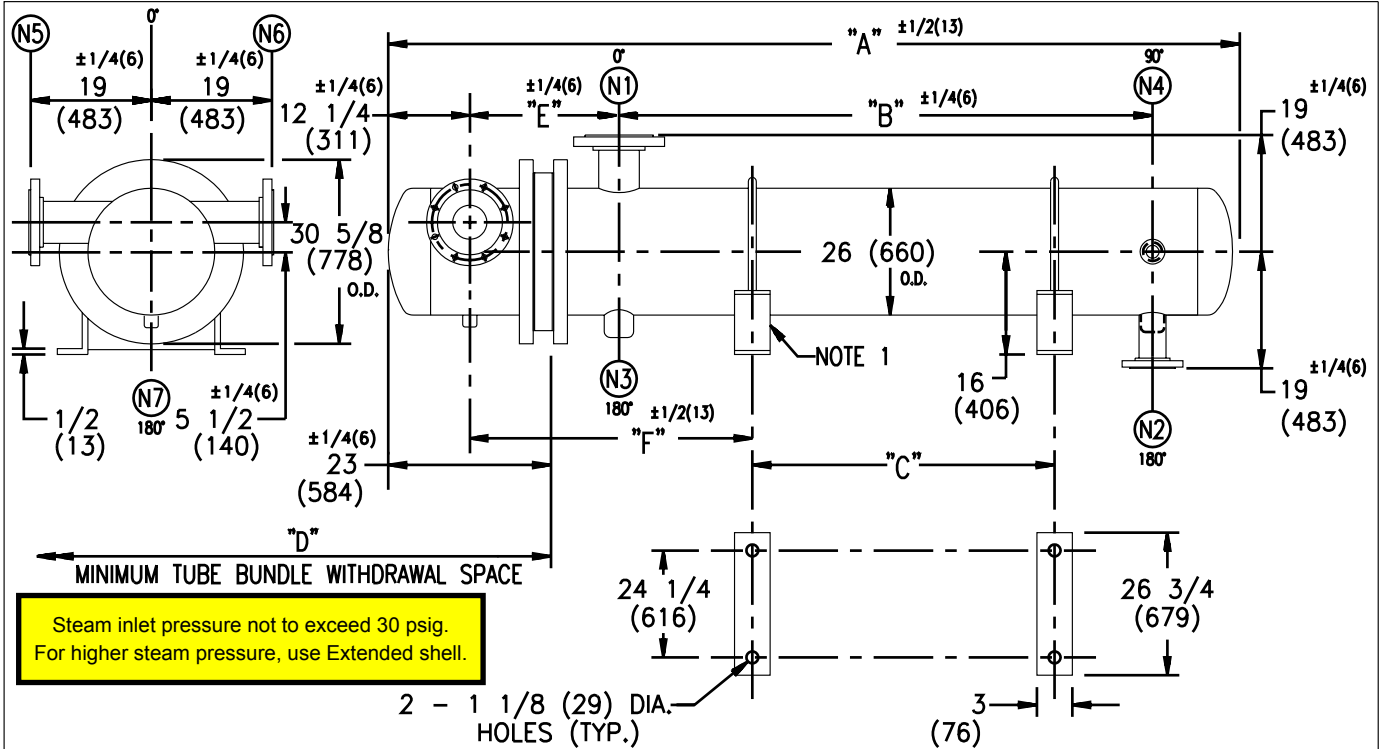 N5
0°
N6
±1/4(6)
19
(483)
±1/4(6)
19
(483)
±1/4(6)
12 1/4
(311)
30 5/8
(778)
O.D.
1/2
(13)
N7
180°
±1/4(6)
5 1/2
(140)
"A" ±1/2(13)
±1/4(6)
"E"
0°
N1
"B" ±1/4(6)
90°
N4
±1/4(6)
19
(483)
26 (660)
O.D.
NOTE 1
N3
180°
16
(406)
±1/4(6)
19
(483)
N2
180°
"F" ±1/2(13)
"C"
±1/4(6)
23
(584)
"D"
MINIMUM TUBE BUNDLE WITHDRAWAL SPACE
Steam inlet pressure not to exceed 30 psig.
For higher steam pressure, use Extended shell.
24 1/4
(616)
26 3/4
(679)
2 - 1 1/8 (29) DIA.
HOLES (TYP.)
3
(76)